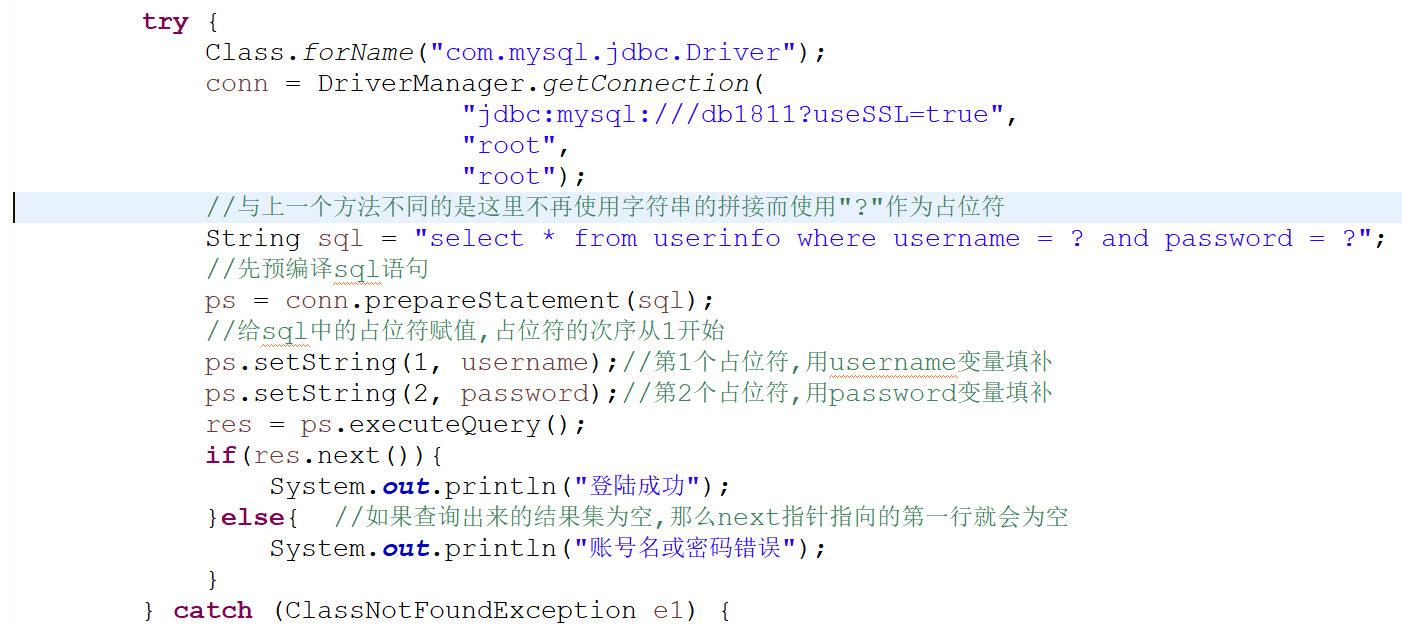 try {
Class.forName("com.mysql.jdbc.Driver");
conn = DriverManager.getConnection(
"jdbc:mysql:///db1811?useSSL=true",
"root",
"root");
//与上一个方法不同的是这里不再使用字符串的拼接而使用"?"作为占位符
String sql = "select * from userinfo where username = ? and password = ?";
//先预编译sql语句
ps = conn.prepareStatement(sql);
//给sql中的占位符赋值,占位符的次序从1开始
ps.setString(1, username);//第1个占位符,用username变量填补
ps.setString(2, password);//第2个占位符,用password变量填补
res = ps.executeQuery();
if(res.next()){
System.out.println("登陆成功");
}else{ //如果查询出来的结果集为空,那么next指针指向的第一行就会为空
System.out.println("账号名或密码错误");
}
} catch (ClassNotFoundException e1) {